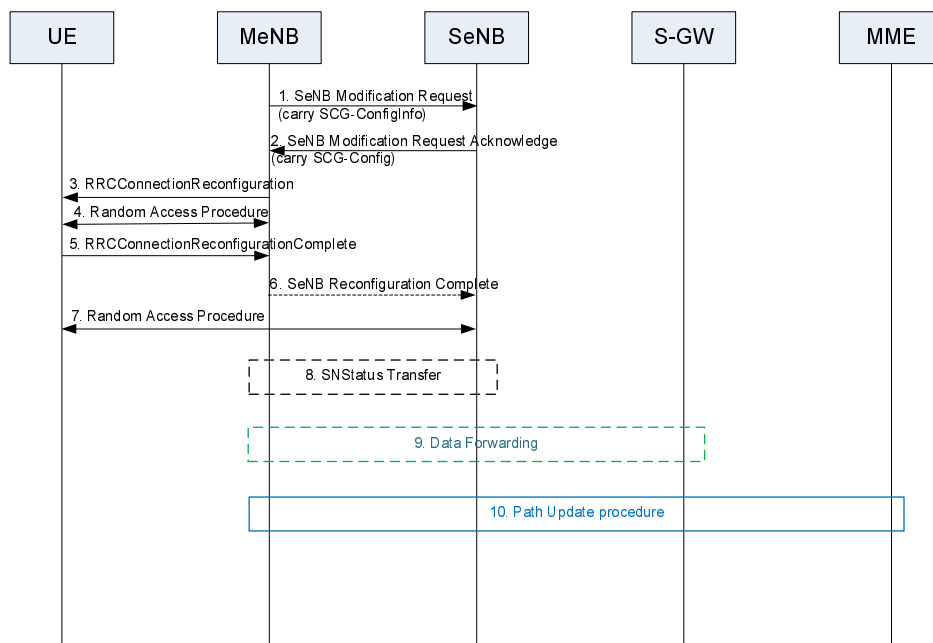 UE
MeNB
SeNB
S-GW
MME
1. SeNB Modification Request
(carry SCG-ConfigInfo)
2. SeNB Modification Request Acknowledge
(carry SCG-Config)
3. RRCConnectionReconfiguration
4. Random Access Procedure
5. RRCConnectionReconfigurationComplete
6. SeNB Reconfiguration Complete
7. Random Access Procedure
8. SNStatus Transfer
9. Data Forwarding
10. Path Update procedure